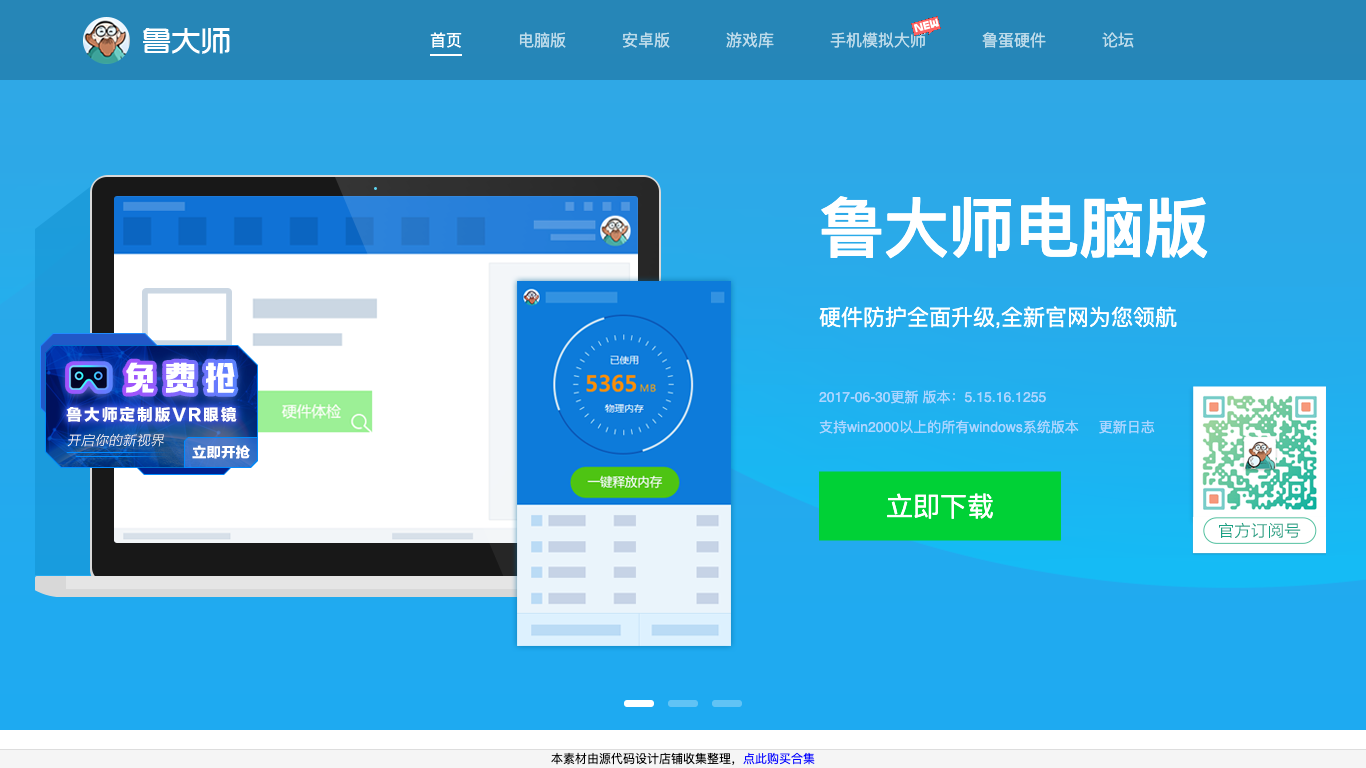 鲁大师
首页
电脑版
安卓版
游戏库
手机模拟大师
NEW
鲁蛋硬件
论坛
鲁大师电脑版
硬件防护全面升级,全新官网为您领航
已使用
5365MB
物理内存
一键释放内存
硬件体检
免费抢
鲁大师定制版VR眼镜
开启你的新视界
立即开抢
2017-06-30更新 版本：5.15.16.1255
支持win2000以上的所有windows系统版本 更新日志
立即下载
官方订阅号
本素材由源代码设计店铺收集整理，点此购买合集